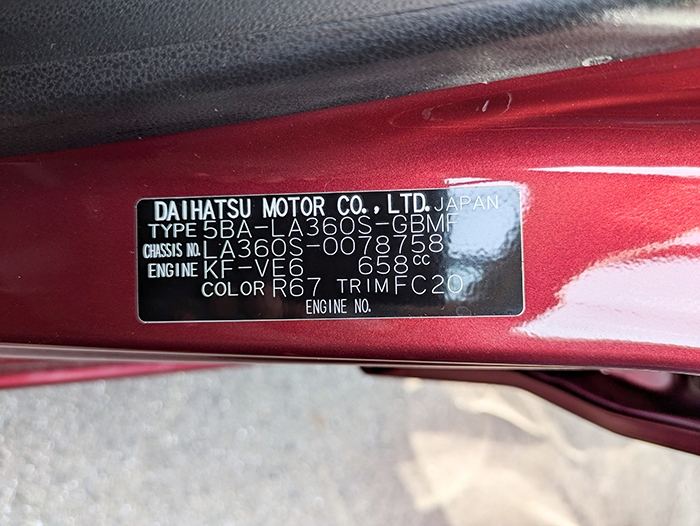 DAIHATSU MOTOR CO., LTD. JAPAN
TYPE 5BA-LA360S-GBMF
CHASSIS NO. LA360S-0078758
ENGINE KF-VE6 658cc
COLOR R67 TRIM FC20
ENGINE NO.